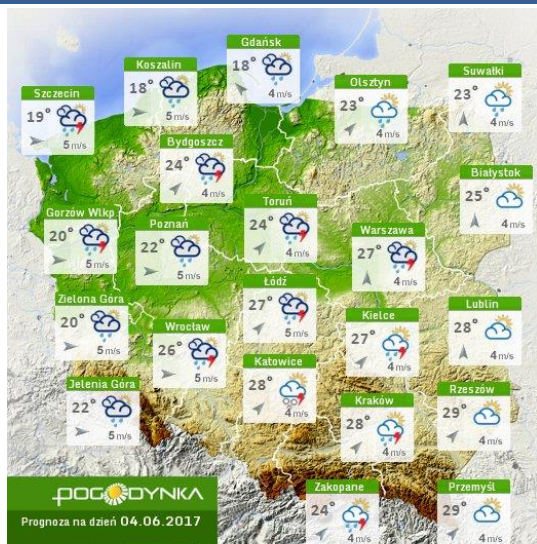 Gdańsk
18°
4 m/s
Koszalin
18°
5 m/s
Suwałki
23°
4 m/s
Olsztyn
23°
4 m/s
Szczecin
19°
5 m/s
Bydgoszcz
24°
4 m/s
Białystok
25°
4 m/s
Toruń
24°
4 m/s
Gorzów Wlkp
20°
5 m/s
Poznań
22°
5 m/s
Warszawa
27°
4 m/s
Łódź
27°
5 m/s
Zielona Góra
20°
5 m/s
Lublin
28°
4 m/s
Kielce
27°
4 m/s
Wrocław
26°
5 m/s
Katowice
28°
4 m/s
Jelenia Góra
22°
5 m/s
Rzeszów
29°
4 m/s
Kraków
28°
4 m/s
Zakopane
24°
4 m/s
Przemyśl
29°
4 m/s
POGODYNKA
Prognoza na dzień 04.06.2017